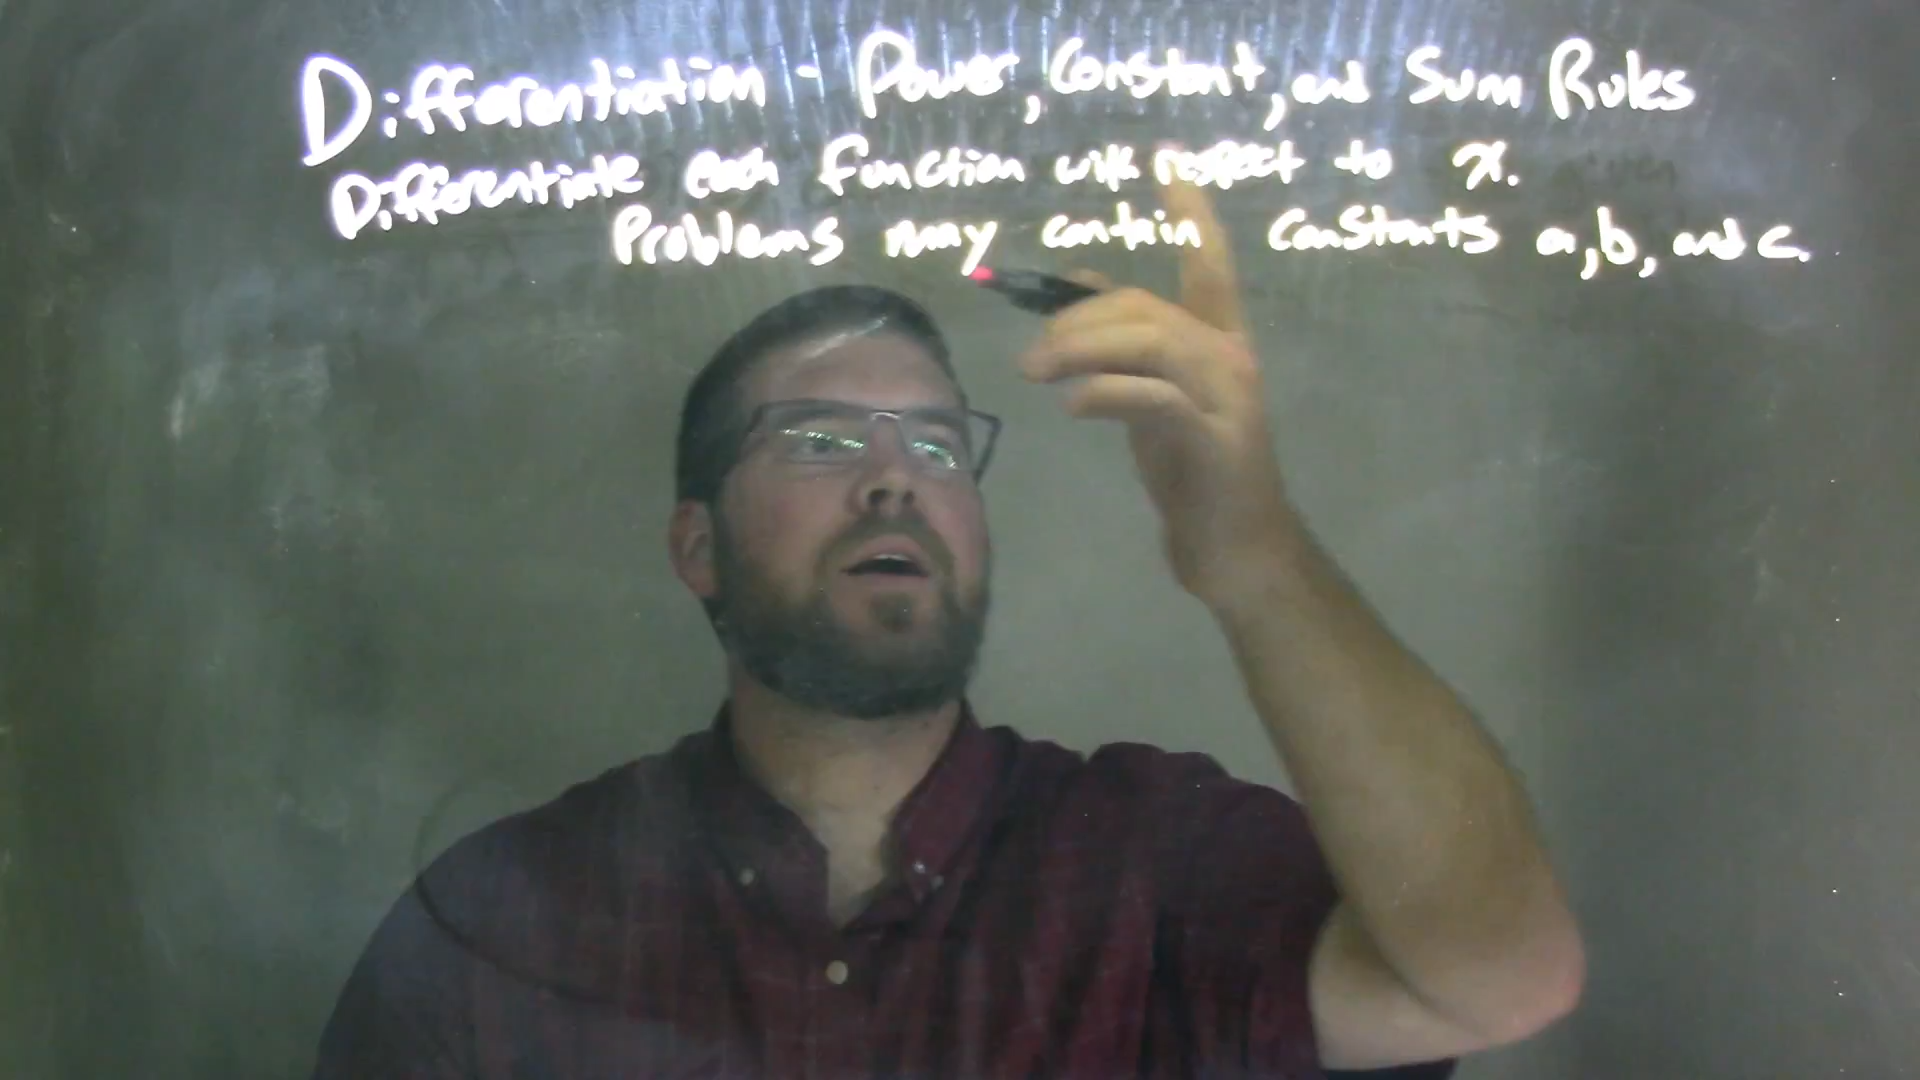 Differentiation - Power, Constant, and Sum Rules
Differentiate each function with respect to x.
Problems may contain constants a, b, and c.